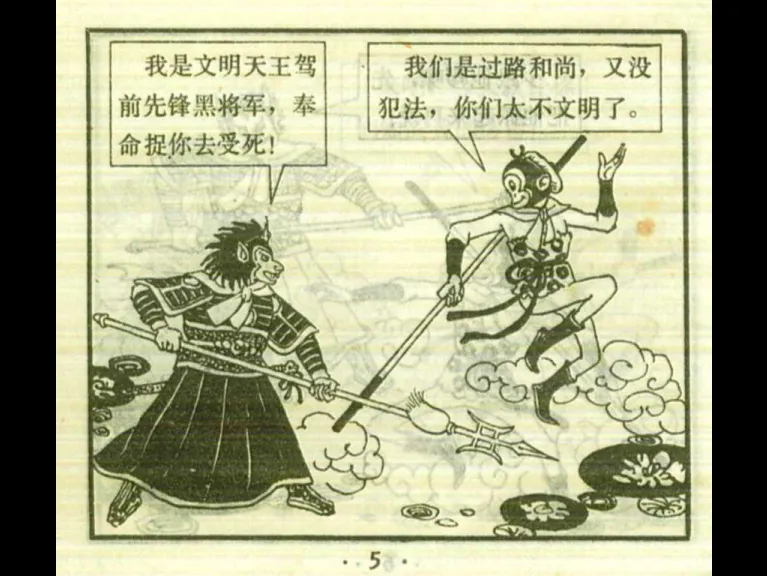 我是文明天王驾
前先锋黑将军，奉
命捉你去受死！
我们是过路和尚，又没
犯法，你们太不文明了。
· 5 ·